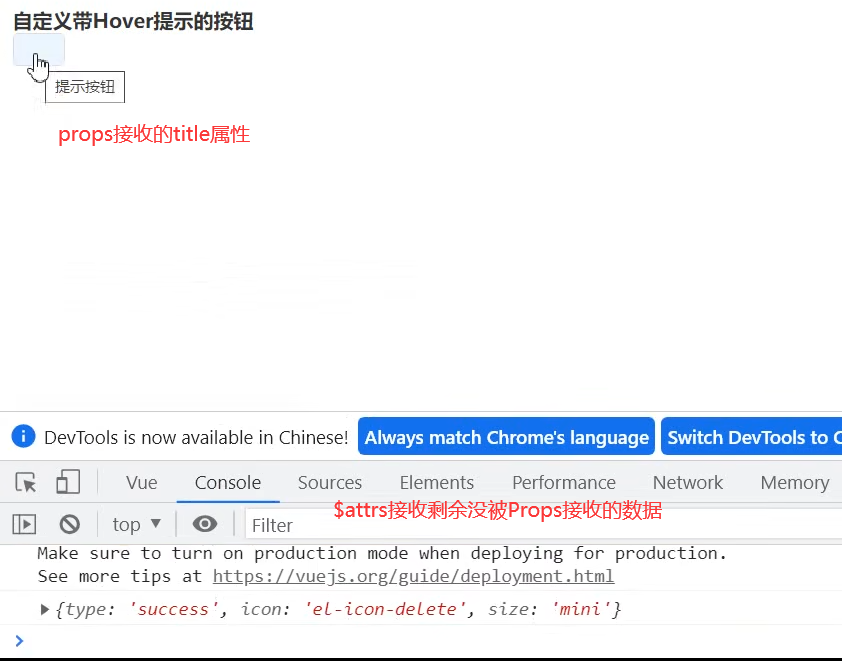 自定义带Hover提示的按钮
提示按钮
props接收的title属性
DevTools is now available in Chinese! Always match Chrome's language Switch DevTools to C
Vue Console Sources Elements Performance Network Memory
$attrs接收剩余没被Props接收的数据
top ▼ Filter
Make sure to turn on production mode when deploying for production.
See more tips at https://vuejs.org/guide/deployment.html
▶{type: 'success', icon: 'el-icon-delete', size: 'mini'}